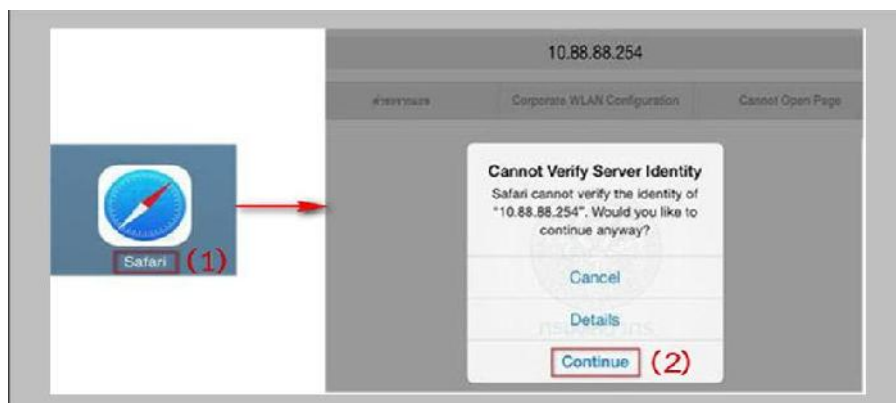 10.88.88.254
Corporate WLAN Configuration
Cannot Open Page
Cannot Verify Server Identity
Safari cannot verify the identity of
"10.88.88.254". Would you like to
continue anyway?
Safari (1)
Cancel
Details
Continue (2)